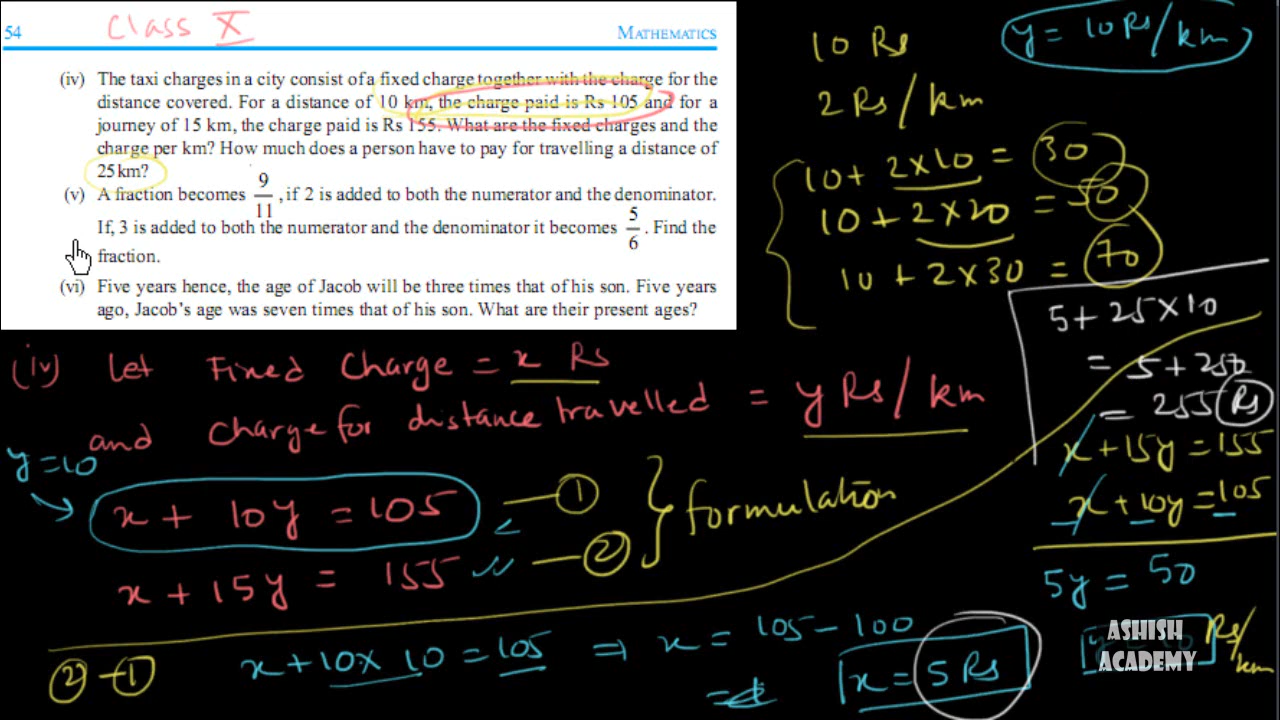 54 Class X MATHEMATICS
(iv) The taxi charges in a city consist of a fixed charge together with the charge for the
distance covered. For a distance of 10 km, the charge paid is Rs 105 and for a
journey of 15 km, the charge paid is Rs 155. What are the fixed charges and the
charge per km? How much does a person have to pay for travelling a distance of
25 km?
(v) A fraction becomes 9/11, if 2 is added to both the numerator and the denominator.
If, 3 is added to both the numerator and the denominator it becomes 5/6. Find the
fraction.
(vi) Five years hence, the age of Jacob will be three times that of his son. Five years
ago, Jacob's age was seven times that of his son. What are their present ages?
10 Rs
y = 10 Rs/km
2 Rs/km
10 + 2×10 = 30
10 + 2×20 = 50
10 + 2×30 = 70
5 + 25×10
= 5 + 250
= 255 Rs
(iv) Let Fixed Charge = x Rs
and charge for distance travelled = y Rs/km
y = 10
x + 10y = 105 — 1
x + 15y = 155 — 2
formulation
x + 15y = 155
x + 10y = 105
5y = 50
Rs/km
2 - 1
x + 10 × 10 = 105 ⇒ x = 105 - 100
x = 5 Rs
ASHISH
ACADEMY